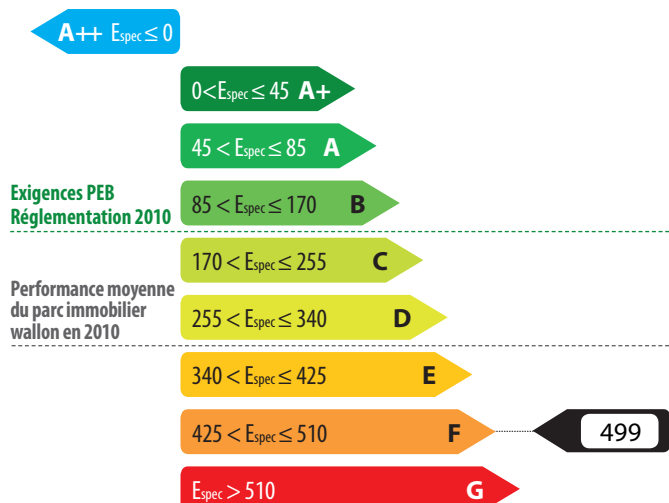 A++ Espec ≤ 0
0<Espec ≤ 45 A+
45 < Espec ≤ 85 A
Exigences PEB
Réglementation 2010
85 < Espec ≤ 170 B
170 < Espec ≤ 255 C
Performance moyenne
du parc immobilier
wallon en 2010
255 < Espec ≤ 340 D
340 < Espec ≤ 425 E
425 < Espec ≤ 510 F
499
Espec > 510 G